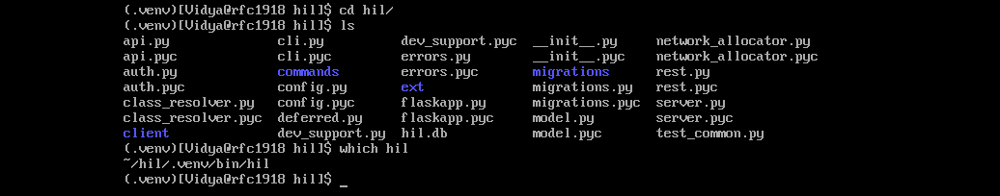 (.venv)[Vidya@rfc1918 hil]$ cd hil/
(.venv)[Vidya@rfc1918 hil]$ ls
api.py cli.py dev_support.pyc __init__.py network_allocator.py
api.pyc cli.pyc errors.py __init__.pyc network_allocator.pyc
auth.py commands errors.pyc migrations rest.py
auth.pyc config.py ext migrations.py rest.pyc
class_resolver.py config.pyc flaskapp.py migrations.pyc server.py
class_resolver.pyc deferred.py flaskapp.pyc model.py server.pyc
client dev_support.py hil.db model.pyc test_common.py
(.venv)[Vidya@rfc1918 hil]$ which hil
~/hil/.venv/bin/hil
(.venv)[Vidya@rfc1918 hil]$ _